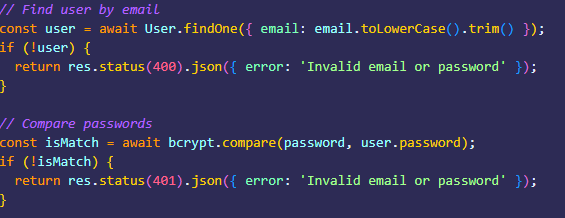 // Find user by email
const user = await User.findOne({ email: email.toLowerCase().trim() });
if (!user) {
  return res.status(400).json({ error: 'Invalid email or password' });
}

// Compare passwords
const isMatch = await bcrypt.compare(password, user.password);
if (!isMatch) {
  return res.status(401).json({ error: 'Invalid email or password' });
}